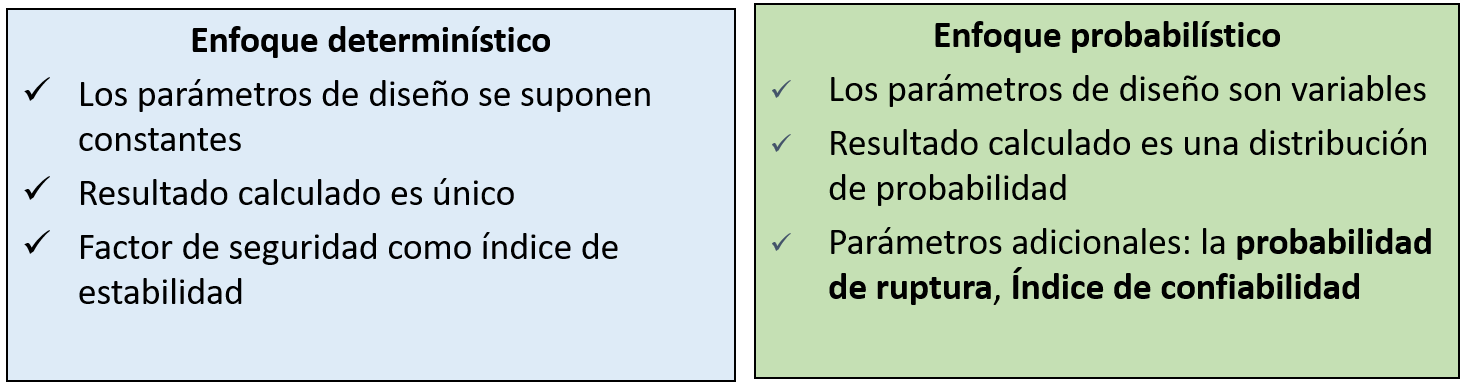 Enfoque determinístico
✓ Los parámetros de diseño se suponen
constantes
✓ Resultado calculado es único
✓ Factor de seguridad como índice de
estabilidad
Enfoque probabilístico
✓ Los parámetros de diseño son variables
✓ Resultado calculado es una distribución
de probabilidad
✓ Parámetros adicionales: la probabilidad
de ruptura, Índice de confiabilidad